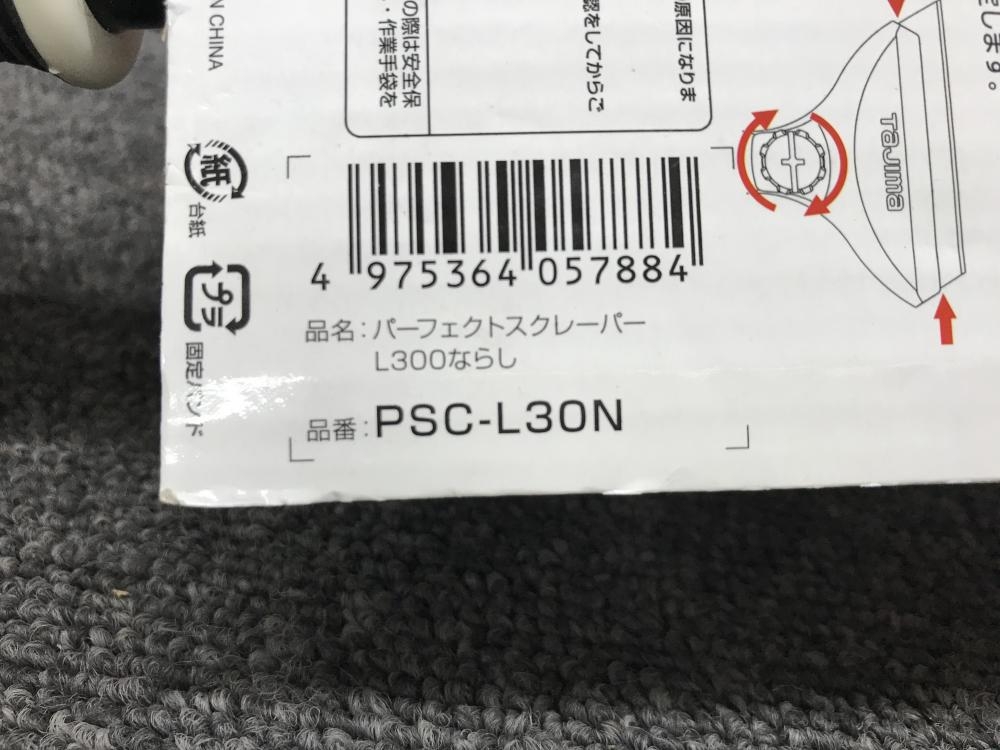 N CHINA
の際は安全保
・作業手袋を
認をしてからご
原因になりま
します。
TaJIma
紙
台紙
プラ
固定バンド
4 975364 057884
品名：パーフェクトスクレーパー
L300ならし
品番：PSC-L30N